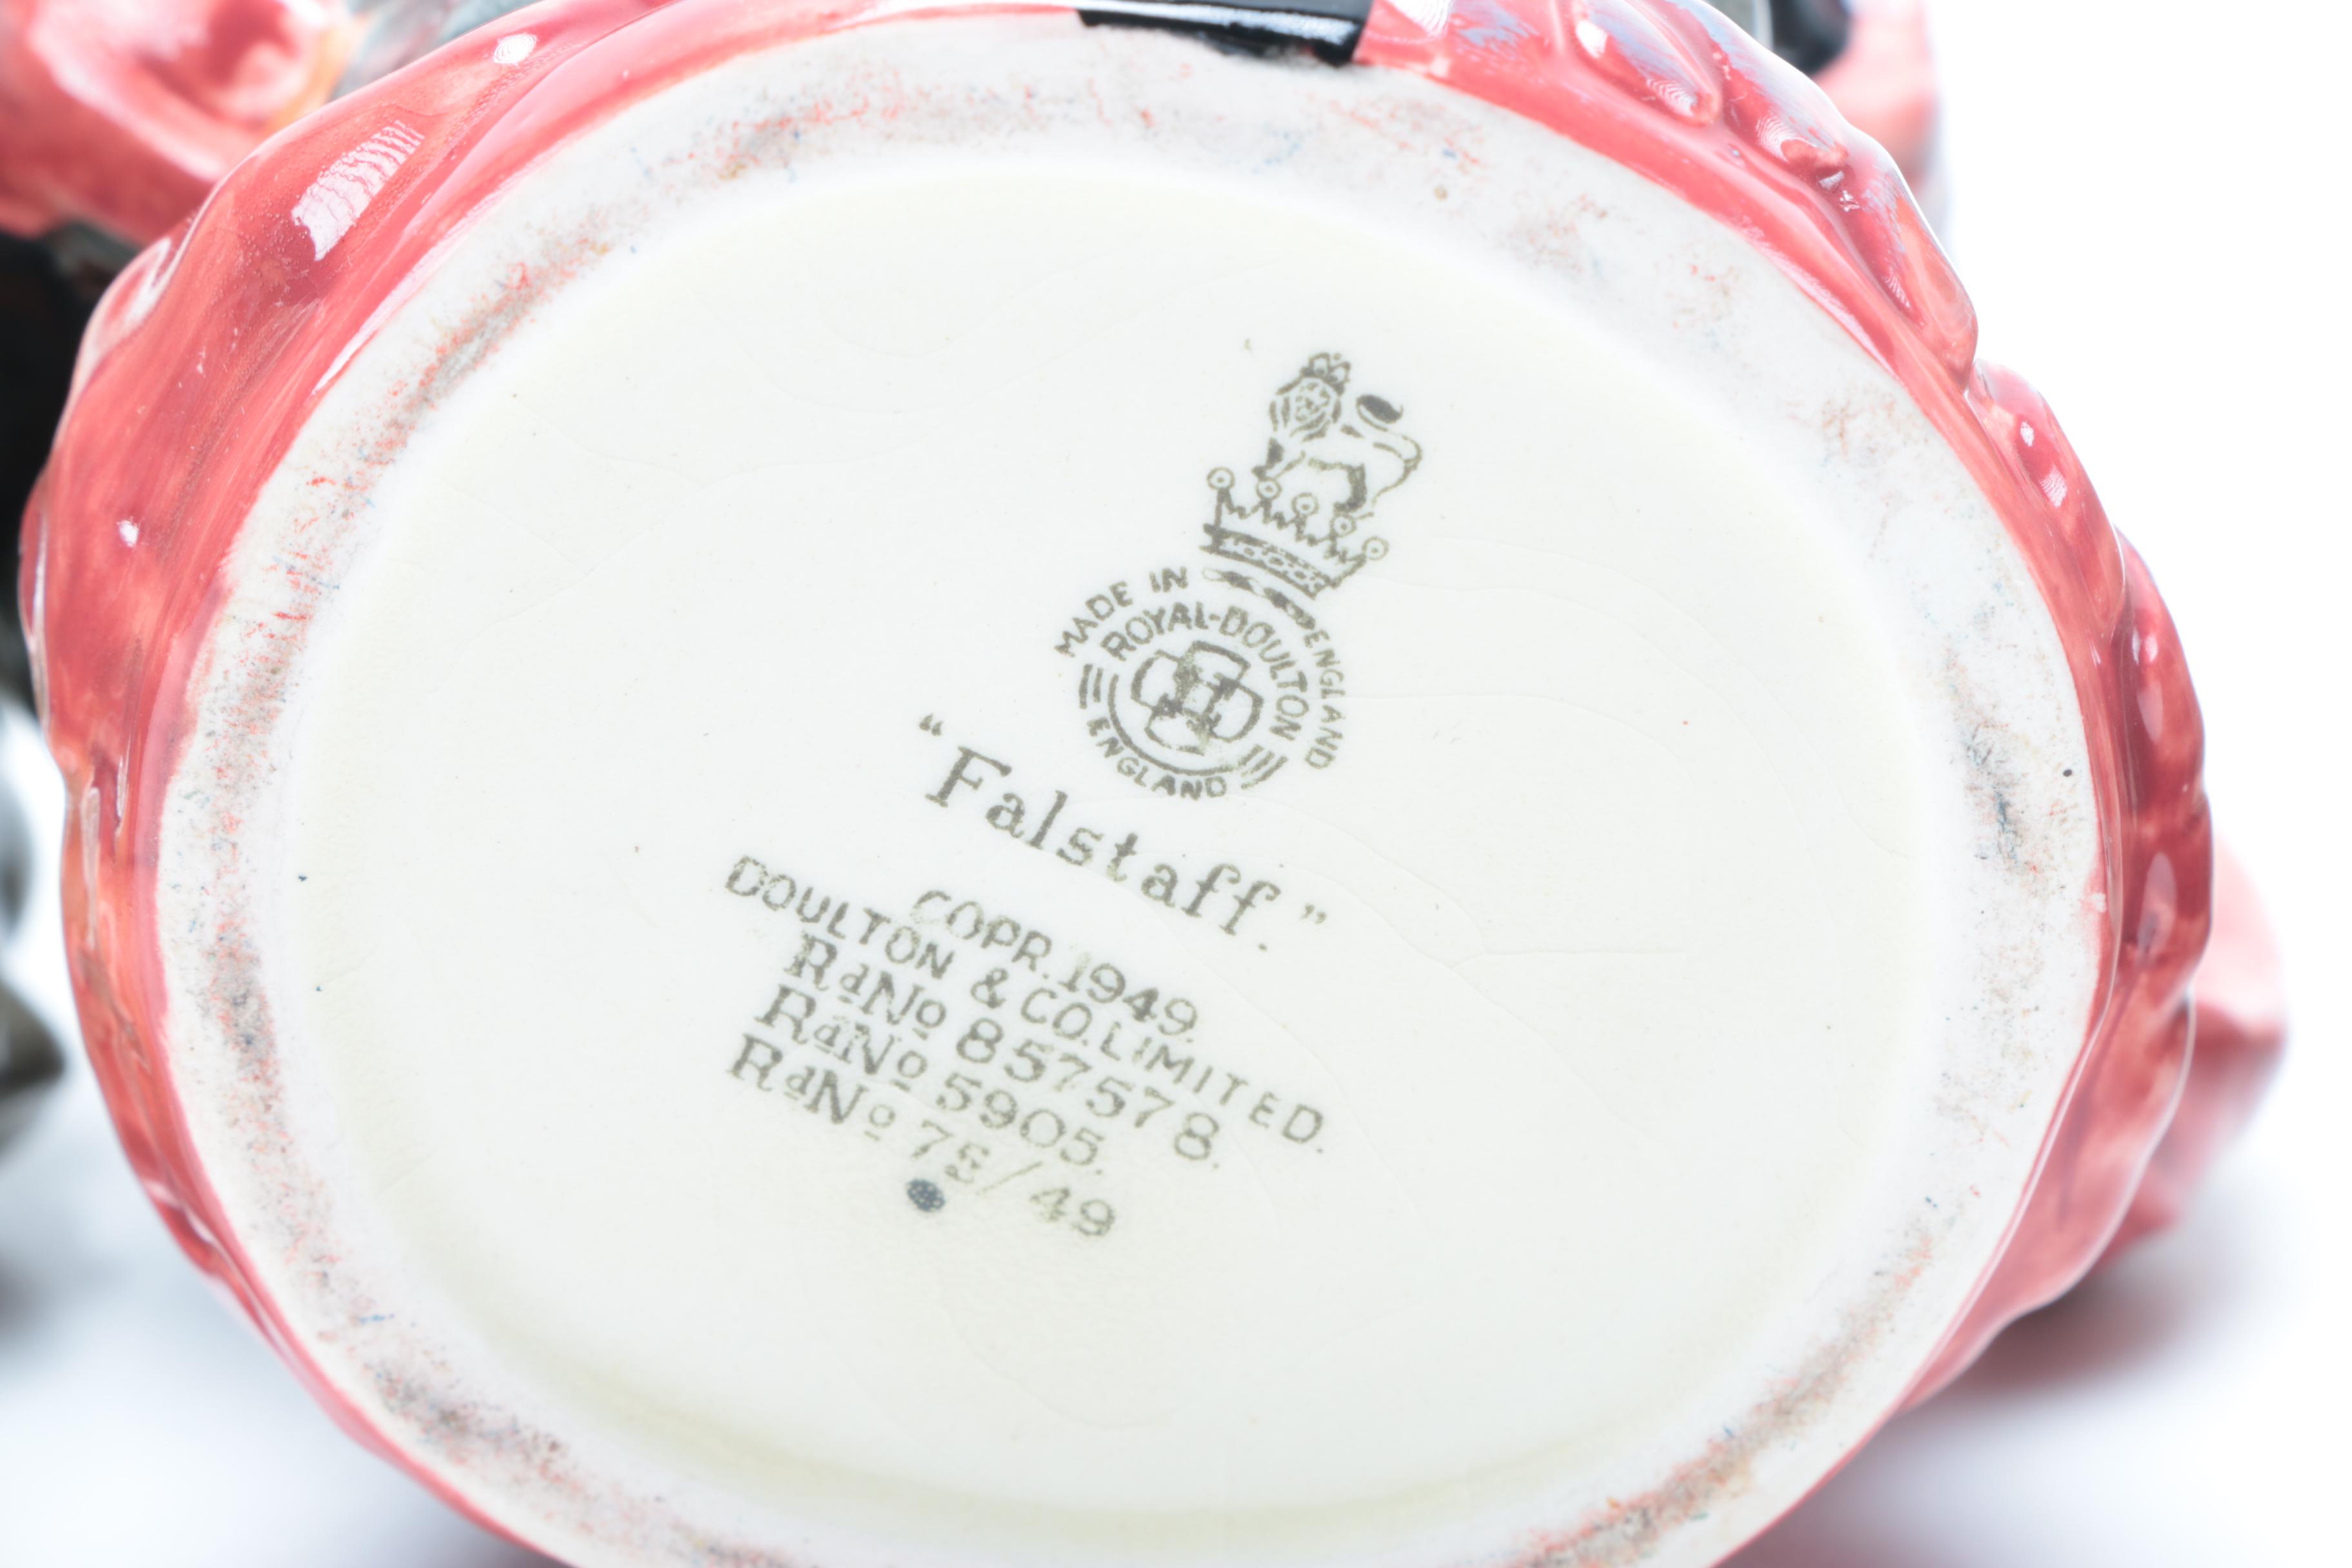 MADE IN ENGLAND
ROYAL-DOULTON
ENGLAND
"Falstaff."
COPR. 1949.
DOULTON & CO. LIMITED.
RdNo 857578.
RdNo 5905.
RdNo 75/49